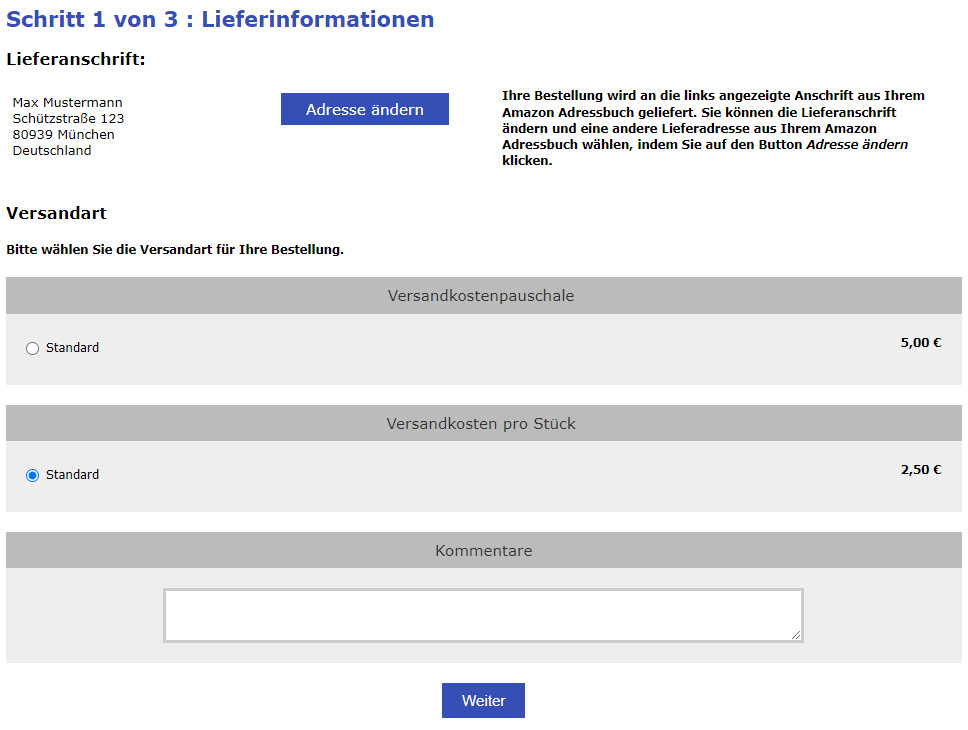 Schritt 1 von 3 : Lieferinformationen
Lieferanschrift:
Max Mustermann
Schützstraße 123
80939 München
Deutschland
Adresse ändern
Ihre Bestellung wird an die links angezeigte Anschrift aus Ihrem
Amazon Adressbuch geliefert. Sie können die Lieferanschrift
ändern und eine andere Lieferadresse aus Ihrem Amazon
Adressbuch wählen, indem Sie auf den Button Adresse ändern
klicken.
Versandart
Bitte wählen Sie die Versandart für Ihre Bestellung.
Versandkostenpauschale
Standard 5,00 €
Versandkosten pro Stück
Standard 2,50 €
Kommentare
Weiter